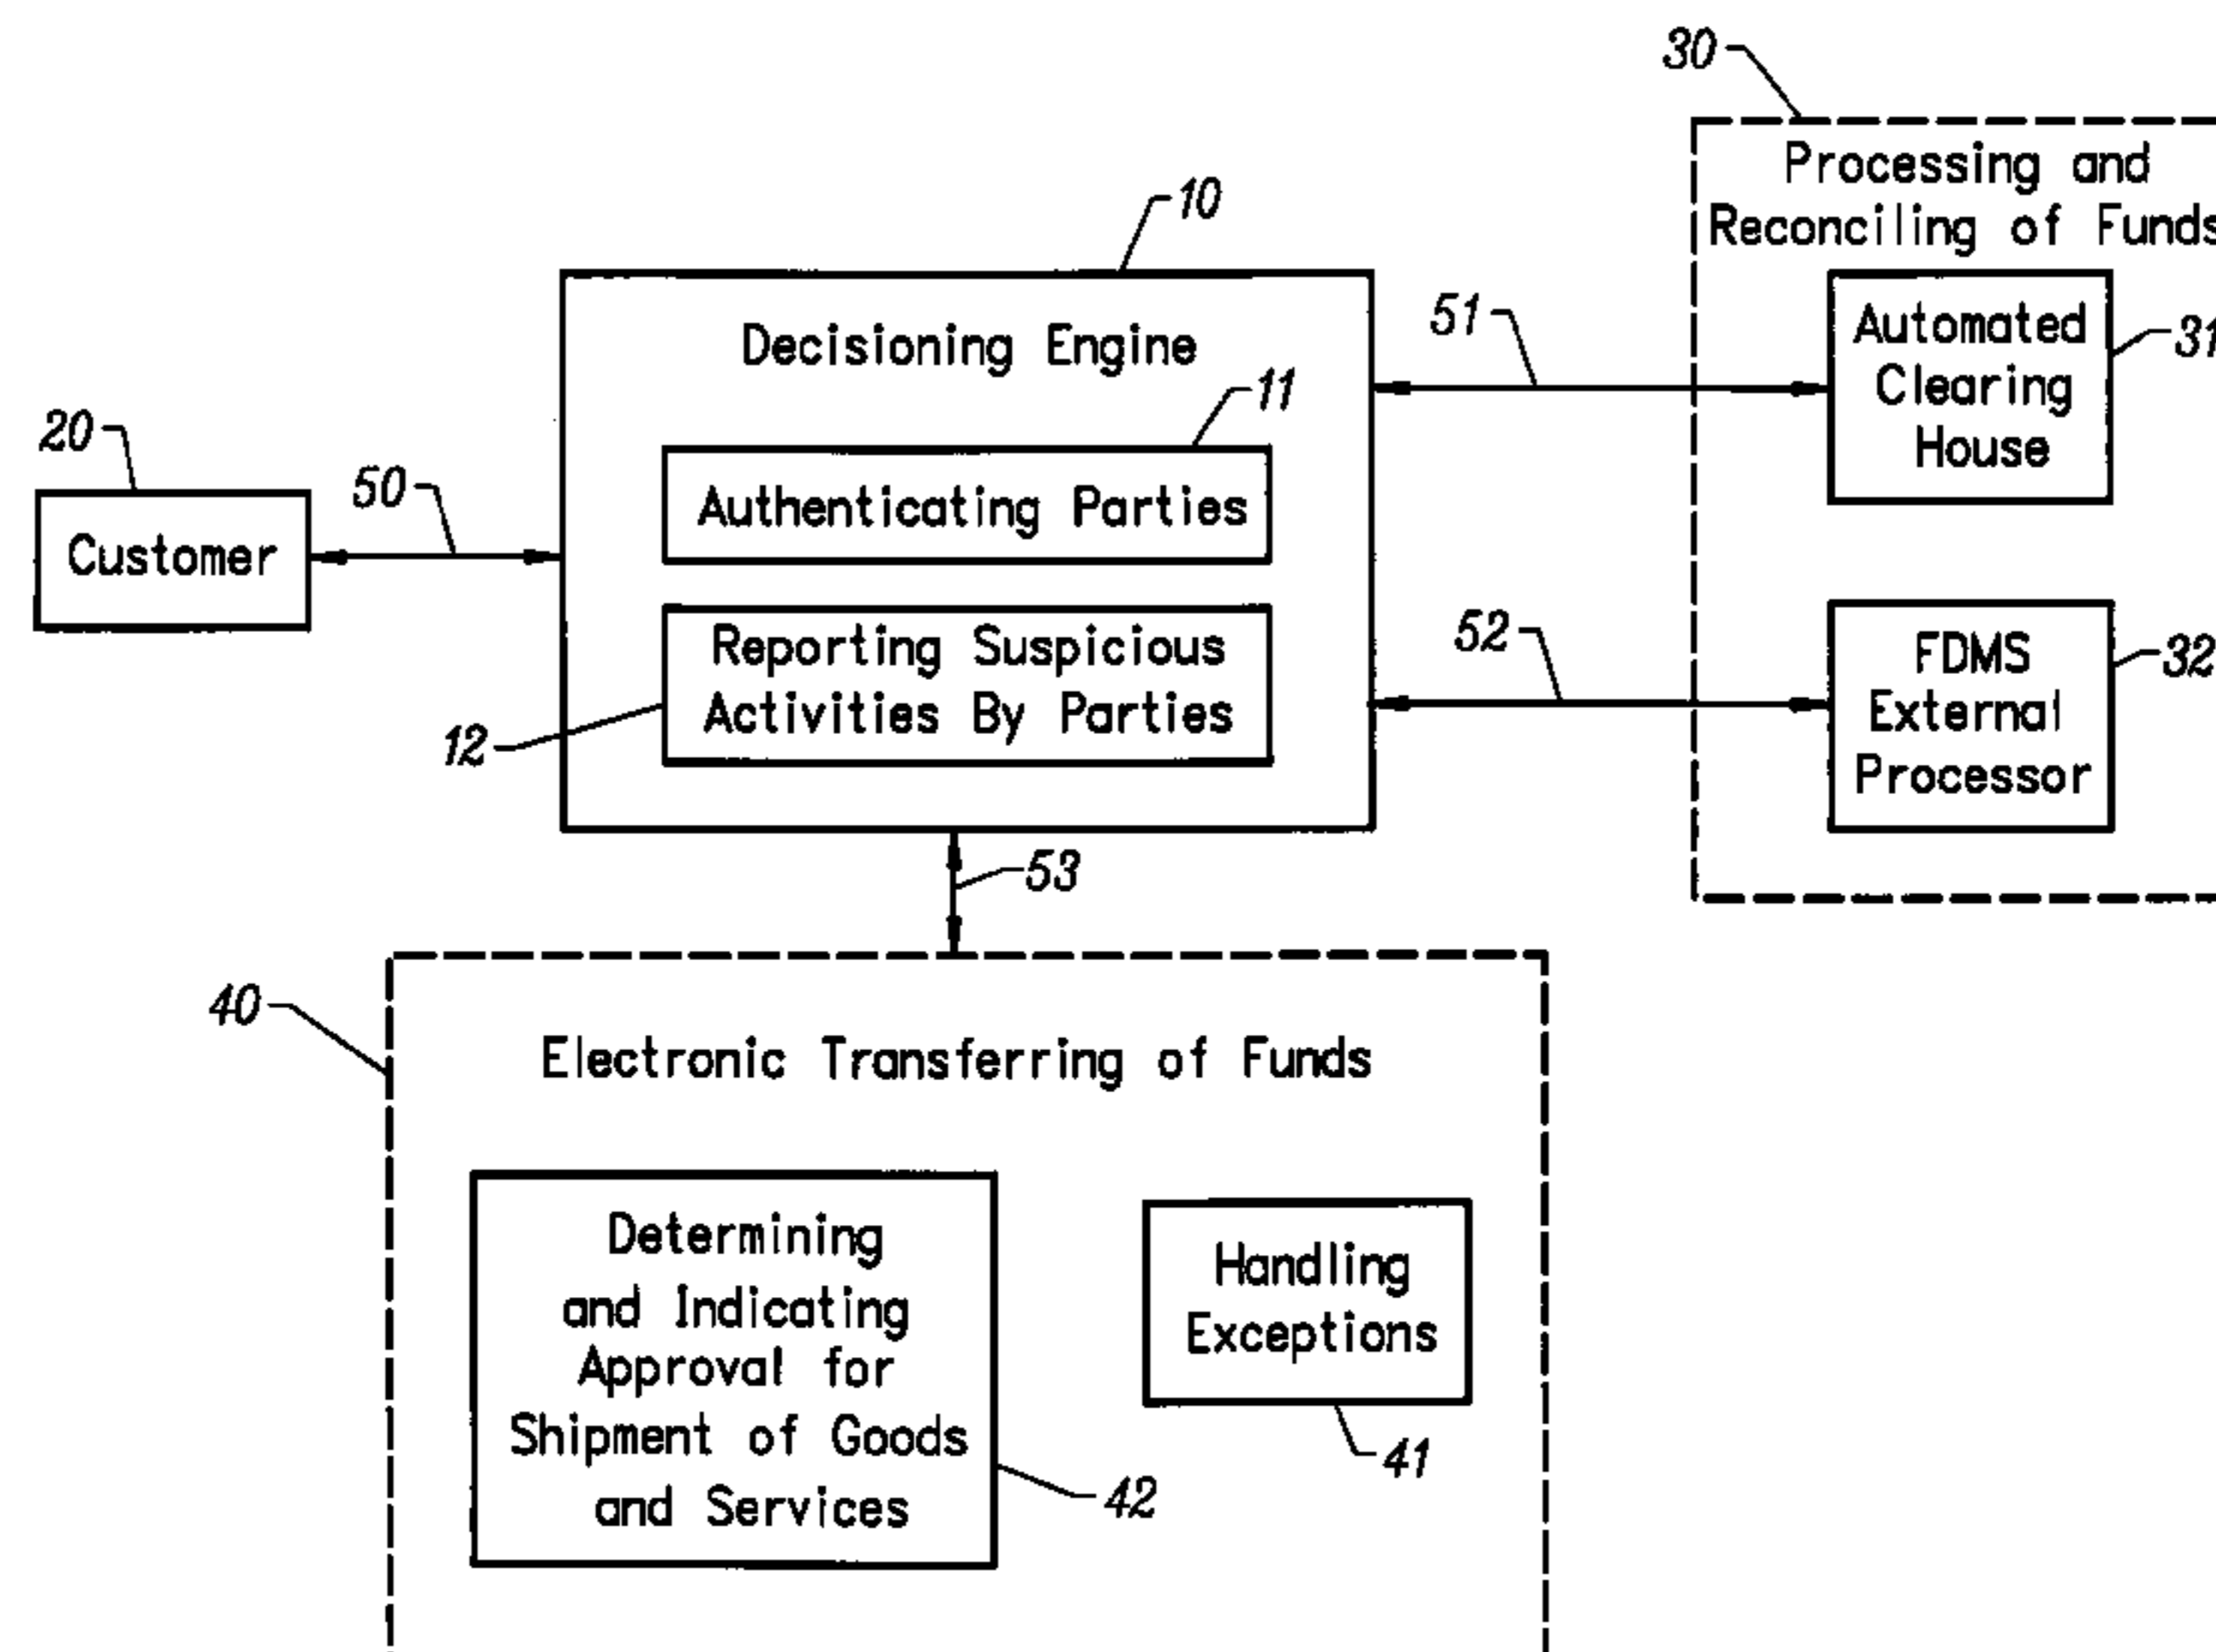 30
Processing and
Reconciling of Funds
10
Decisioning Engine
51
Automated
Clearing
House
31
11
Authenticating Parties
20
Customer
50
Reporting Suspicious
Activities By Parties
12
52
FDMS
External
Processor
32
53
40
Electronic Transferring of Funds
Determining
and Indicating
Approval for
Shipment of Goods
and Services
42
Handling
Exceptions
41